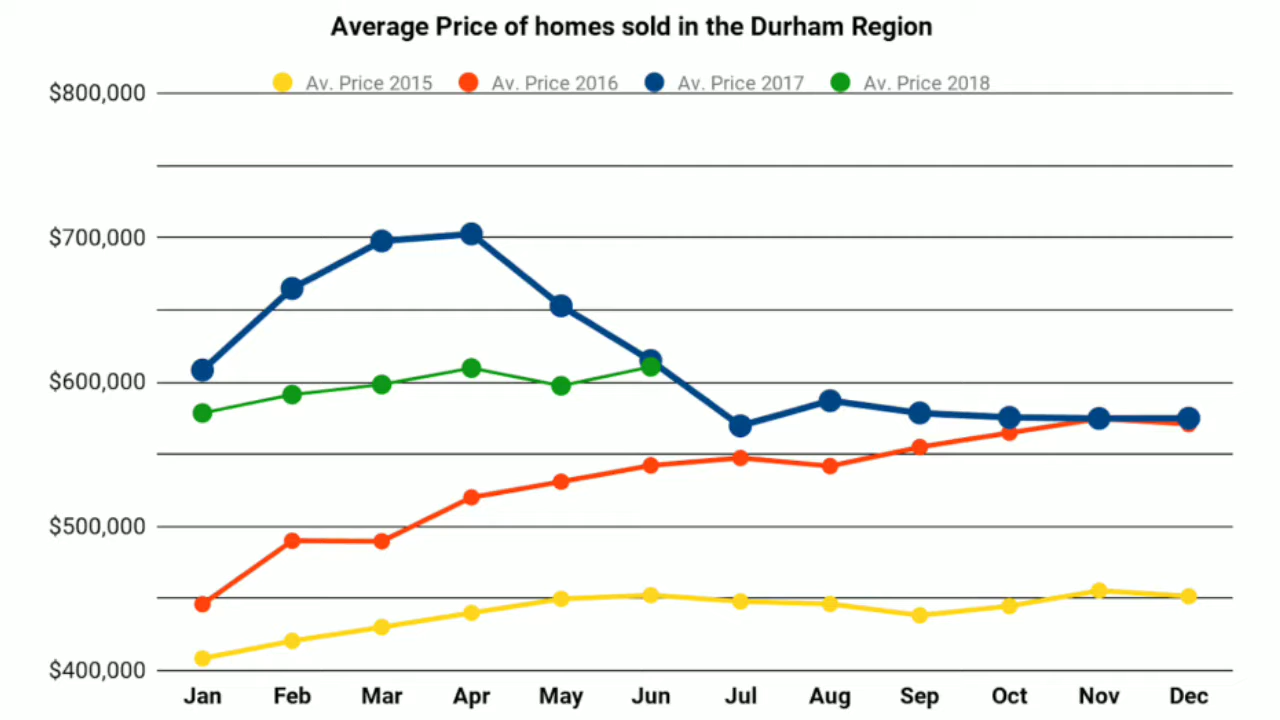 Average Price of homes sold in the Durham Region
Av. Price 2015 Av. Price 2016 Av. Price 2017 Av. Price 2018
$800,000
$700,000
$600,000
$500,000
$400,000
Jan Feb Mar Apr May Jun Jul Aug Sep Oct Nov Dec